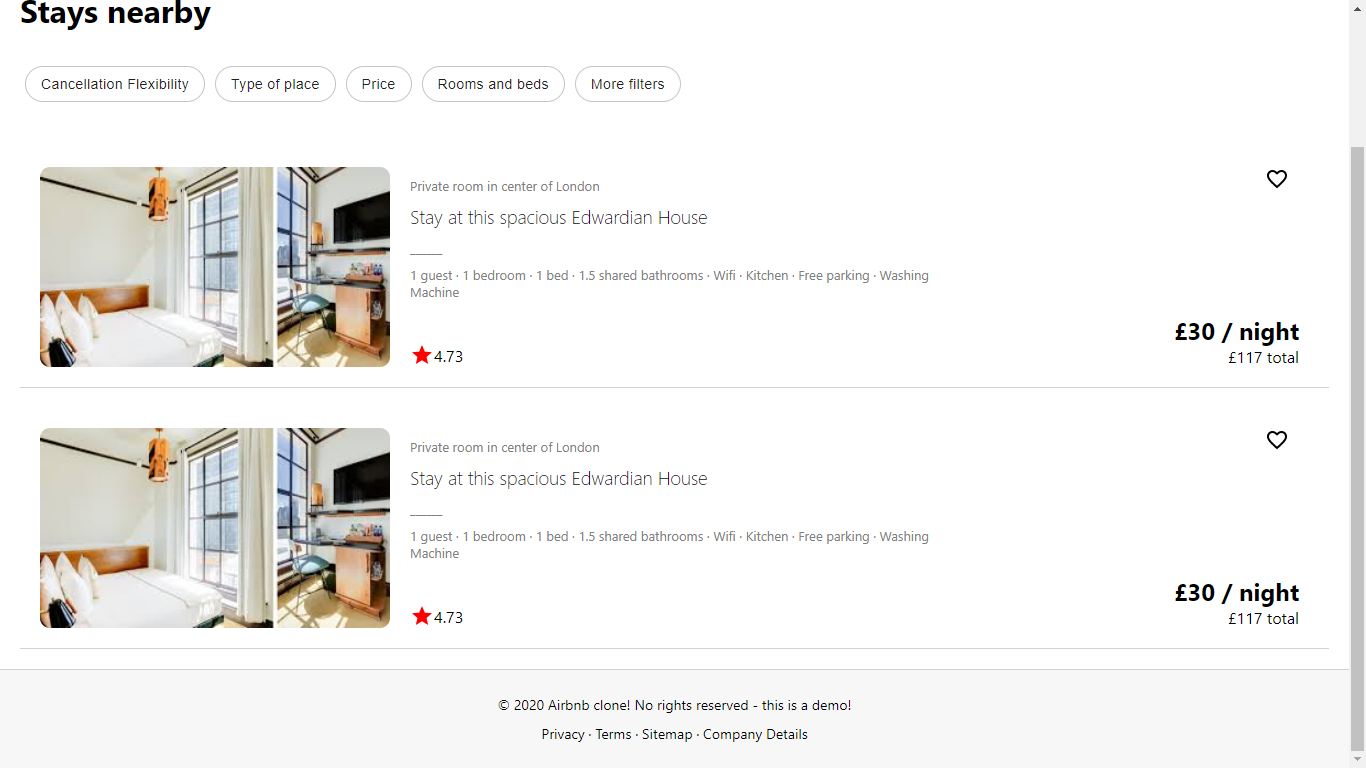 Stays nearby
Cancellation Flexibility
Type of place
Price
Rooms and beds
More filters
Private room in center of London
Stay at this spacious Edwardian House
1 guest · 1 bedroom · 1 bed · 1.5 shared bathrooms · Wifi · Kitchen · Free parking · Washing
Machine
4.73
£30 / night
£117 total
Private room in center of London
Stay at this spacious Edwardian House
1 guest · 1 bedroom · 1 bed · 1.5 shared bathrooms · Wifi · Kitchen · Free parking · Washing
Machine
4.73
£30 / night
£117 total
© 2020 Airbnb clone! No rights reserved - this is a demo!
Privacy · Terms · Sitemap · Company Details